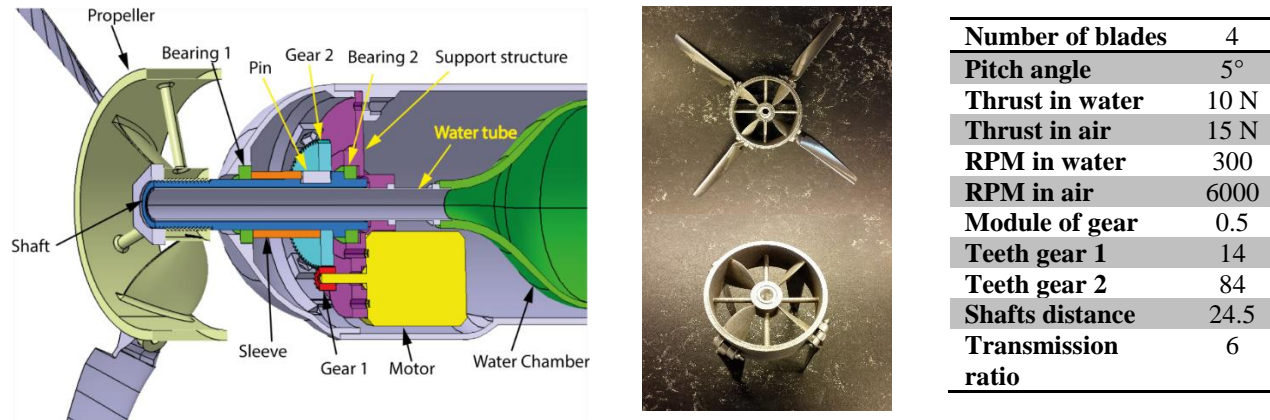 Propeller
Bearing 1
Pin
Gear 2
Bearing 2
Support structure
Water tube
Shaft
Sleeve
Gear 1
Motor
Water Chamber
Number of blades 4
Pitch angle 5°
Thrust in water 10 N
Thrust in air 15 N
RPM in water 300
RPM in air 6000
Module of gear 0.5
Teeth gear 1 14
Teeth gear 2 84
Shafts distance 24.5
Transmission 6
ratio